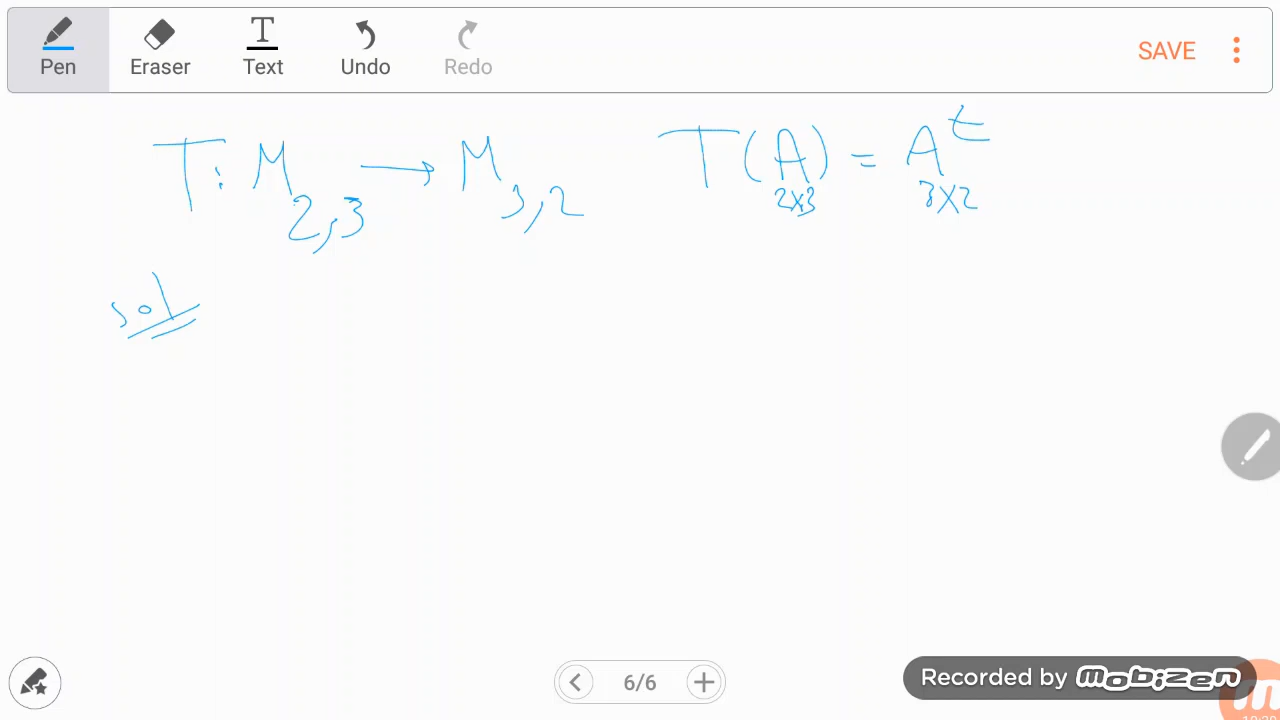 Pen Eraser Text Undo Redo SAVE
T
T: M2,3 → M3,2 T(A) = A^t
2x3 3x2
sol
6/6
Recorded by mobizen